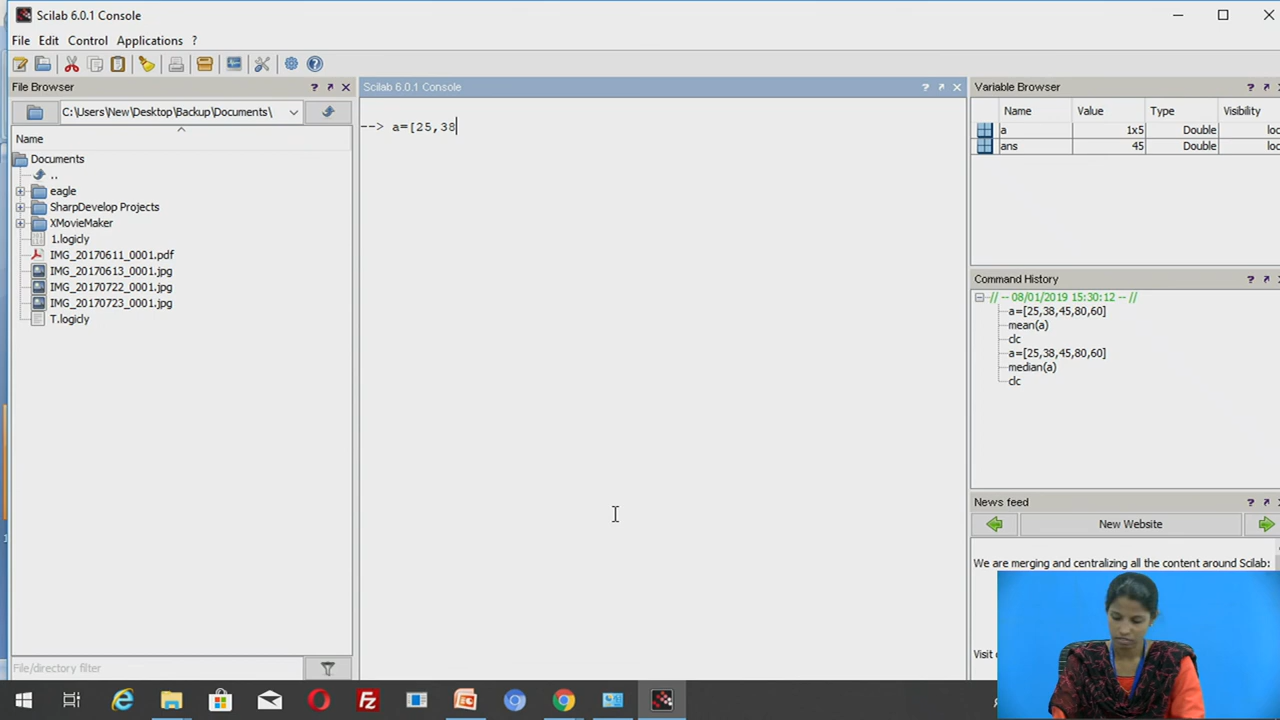 Scilab 6.0.1 Console
File Edit Control Applications ?
File Browser ?
C:\Users\New\Desktop\Backup\Documents\
Name
Documents
..
eagle
SharpDevelop Projects
XMovieMaker
1.logicly
IMG_20170611_0001.pdf
IMG_20170613_0001.jpg
IMG_20170722_0001.jpg
IMG_20170723_0001.jpg
T.logicly
File/directory filter
Scilab 6.0.1 Console ?
--> a=[25,38
Variable Browser ?
Name Value Type Visibility
a 1x5 Double loc
ans 45 Double loc
Command History ?
// -- 08/01/2019 15:30:12 -- //
a=[25,38,45,80,60]
mean(a)
clc
a=[25,38,45,80,60]
median(a)
clc
News feed ?
New Website
We are merging and centralizing all the content around Scilab:
Visit